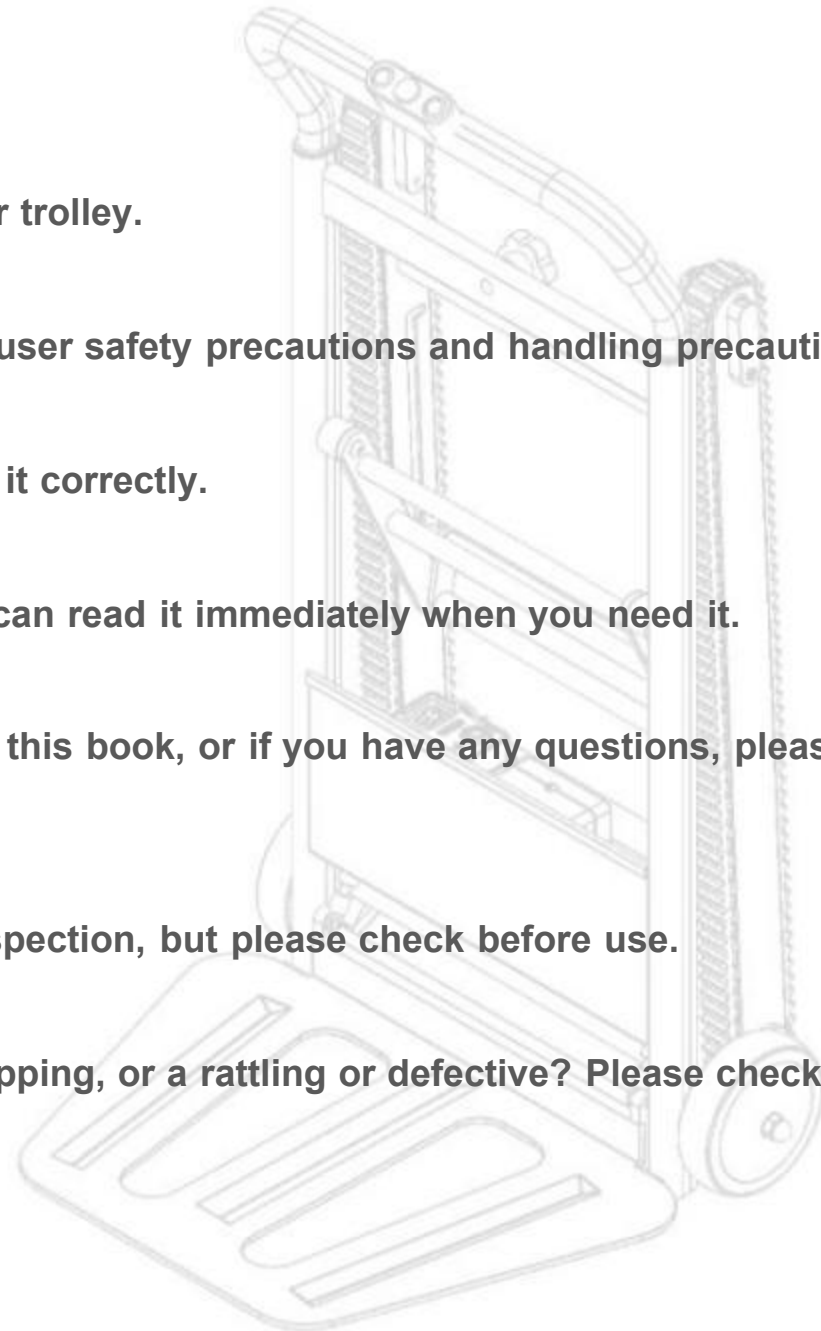 r trolley.
user safety precautions and handling precauti
it correctly.
can read it immediately when you need it.
this book, or if you have any questions, pleas
spection, but please check before use.
pping, or a rattling or defective? Please check